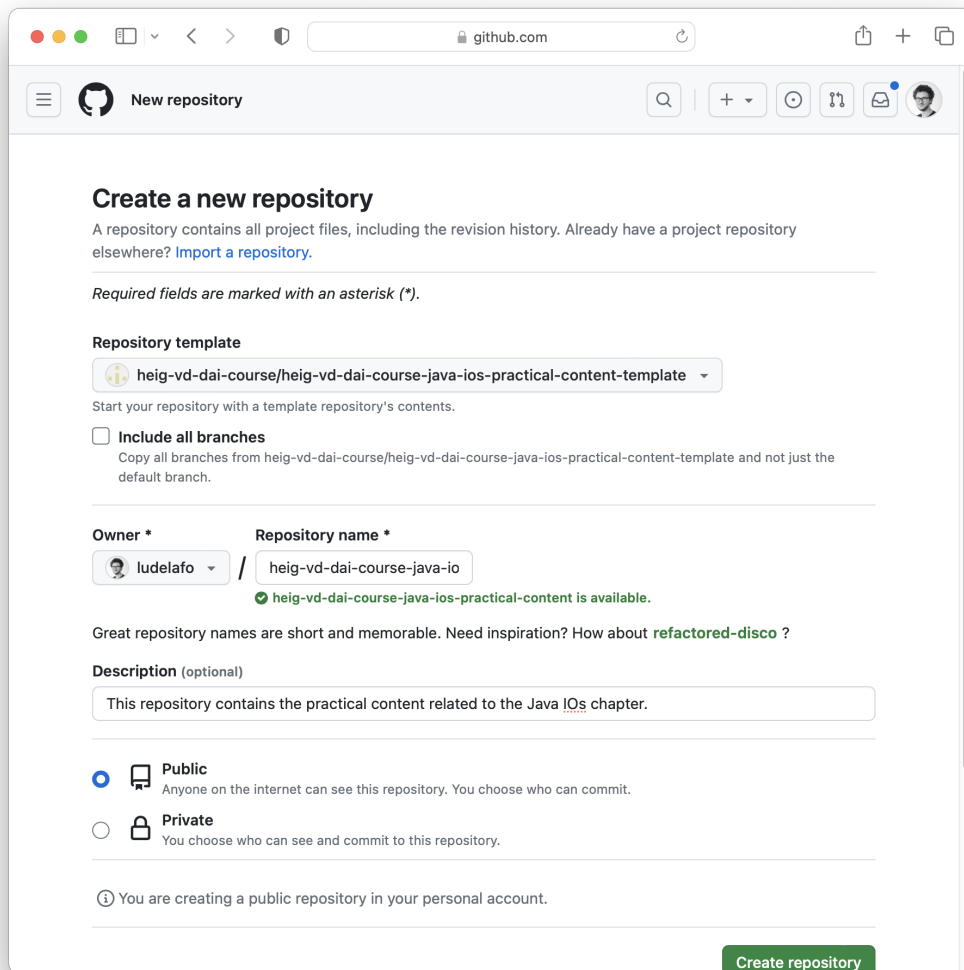 github.com
New repository
Create a new repository
A repository contains all project files, including the revision history. Already have a project repository
elsewhere? Import a repository.
Required fields are marked with an asterisk (*).
Repository template
heig-vd-dai-course/heig-vd-dai-course-java-ios-practical-content-template
Start your repository with a template repository's contents.
Include all branches
Copy all branches from heig-vd-dai-course/heig-vd-dai-course-java-ios-practical-content-template and not just the
default branch.
Owner * Repository name *
ludelafo / heig-vd-dai-course-java-io
heig-vd-dai-course-java-ios-practical-content is available.
Great repository names are short and memorable. Need inspiration? How about refactored-disco ?
Description (optional)
This repository contains the practical content related to the Java IOs chapter.
Public
Anyone on the internet can see this repository. You choose who can commit.
Private
You choose who can see and commit to this repository.
You are creating a public repository in your personal account.
Create repository